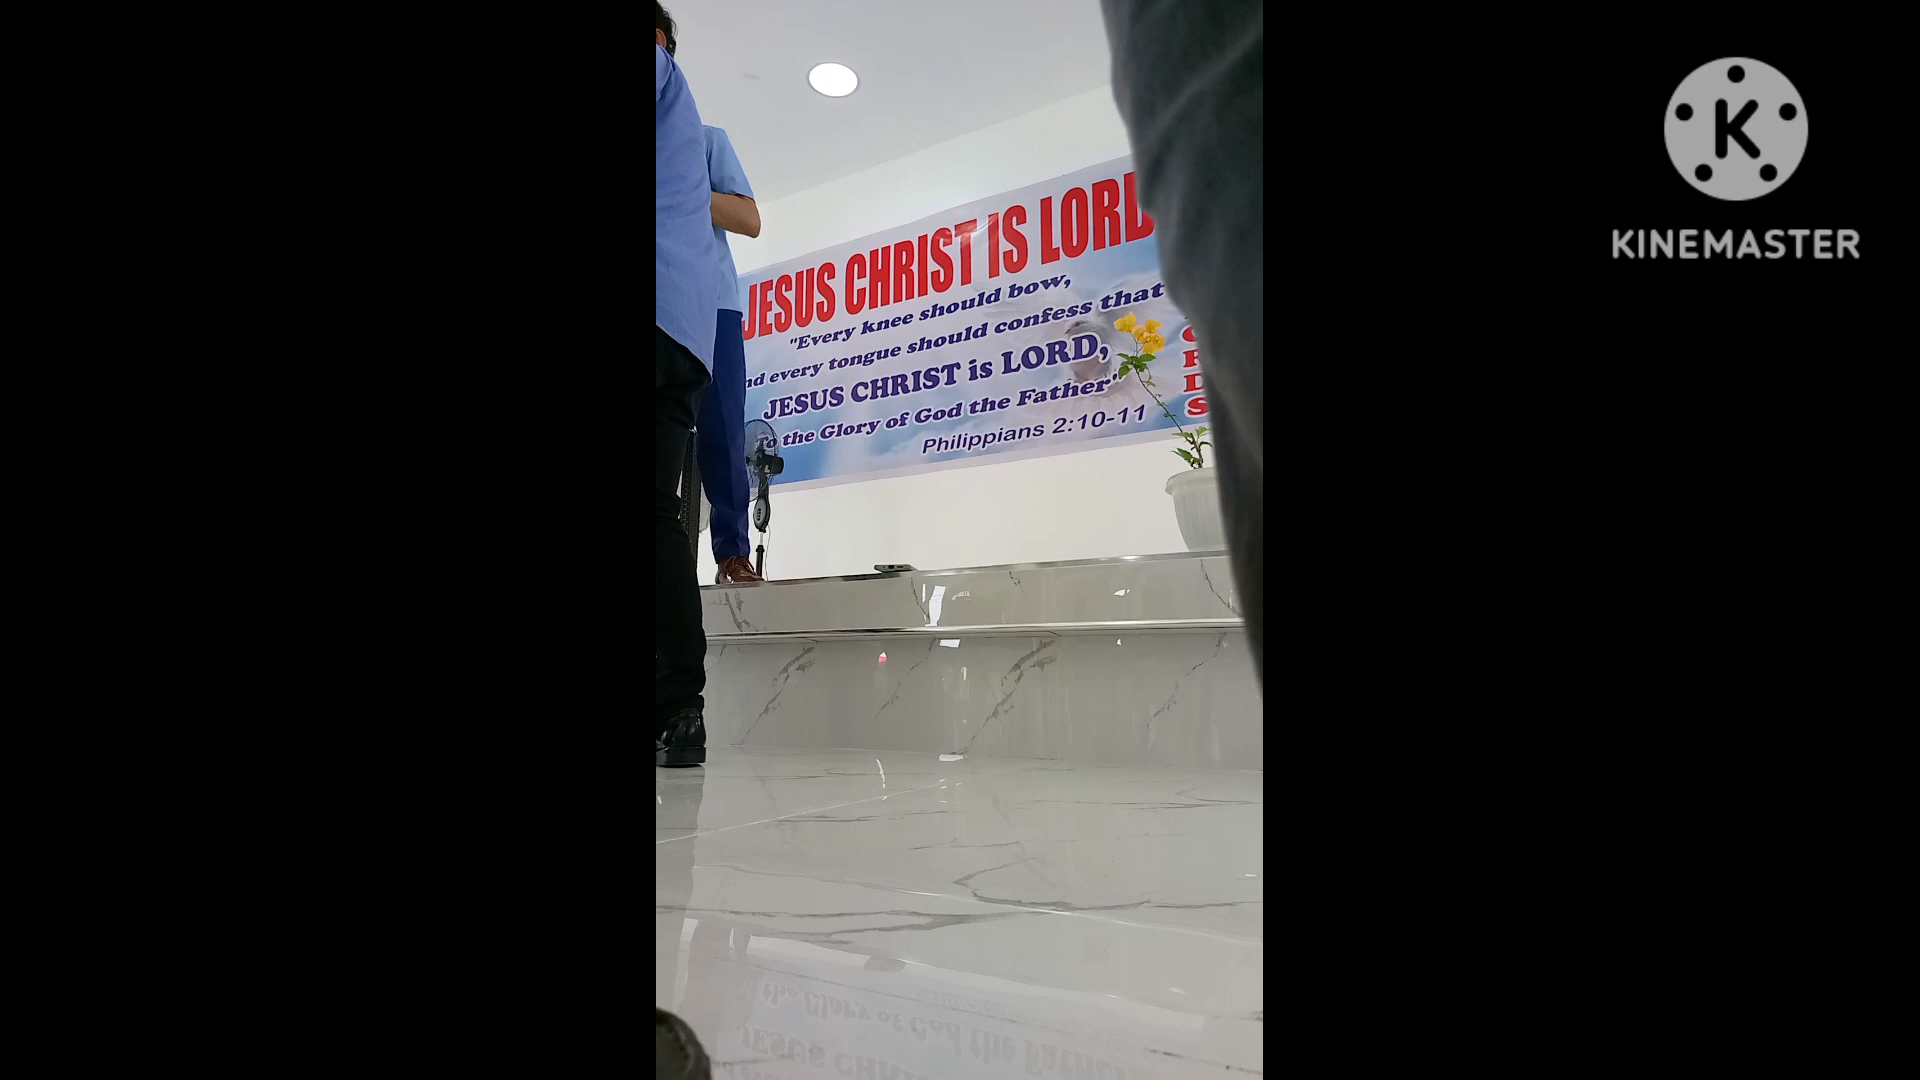 JESUS CHRIST IS LORD
"Every knee should bow,
nd every tongue should confess that
JESUS CHRIST is LORD,
To the Glory of God the Father"
Philippians 2:10-11
K
KINEMASTER